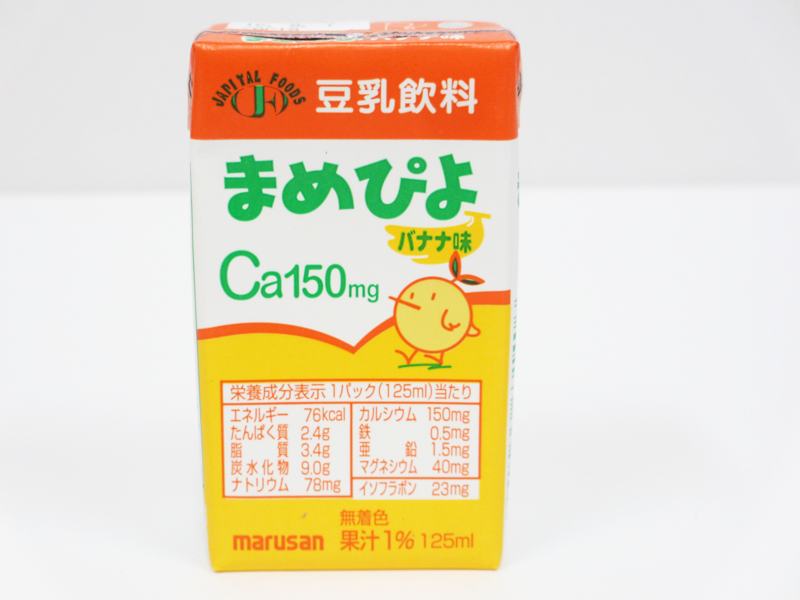 JAPITAL FOODS
豆乳飲料
まめぴよ
バナナ味
Ca150mg
栄養成分表示 1パック(125ml)当たり
エネルギー 76kcal
たんぱく質 2.4g
脂質 3.4g
炭水化物 9.0g
ナトリウム 78mg
カルシウム 150mg
鉄 0.5mg
亜鉛 1.5mg
マグネシウム 40mg
イソフラボン 23mg
無着色
marusan 果汁1% 125ml